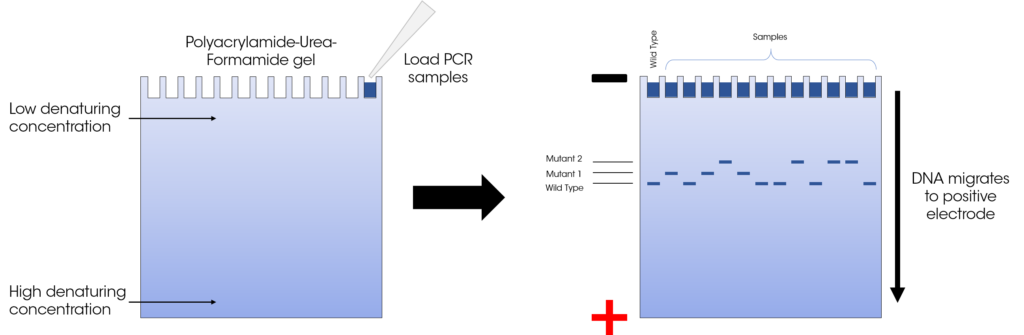 Polyacrylamide-Urea-
Formamide gel
Load PCR
samples
Low denaturing
concentration
High denaturing
concentration
Wild Type
Samples
Mutant 2
Mutant 1
Wild Type
DNA migrates
to positive
electrode